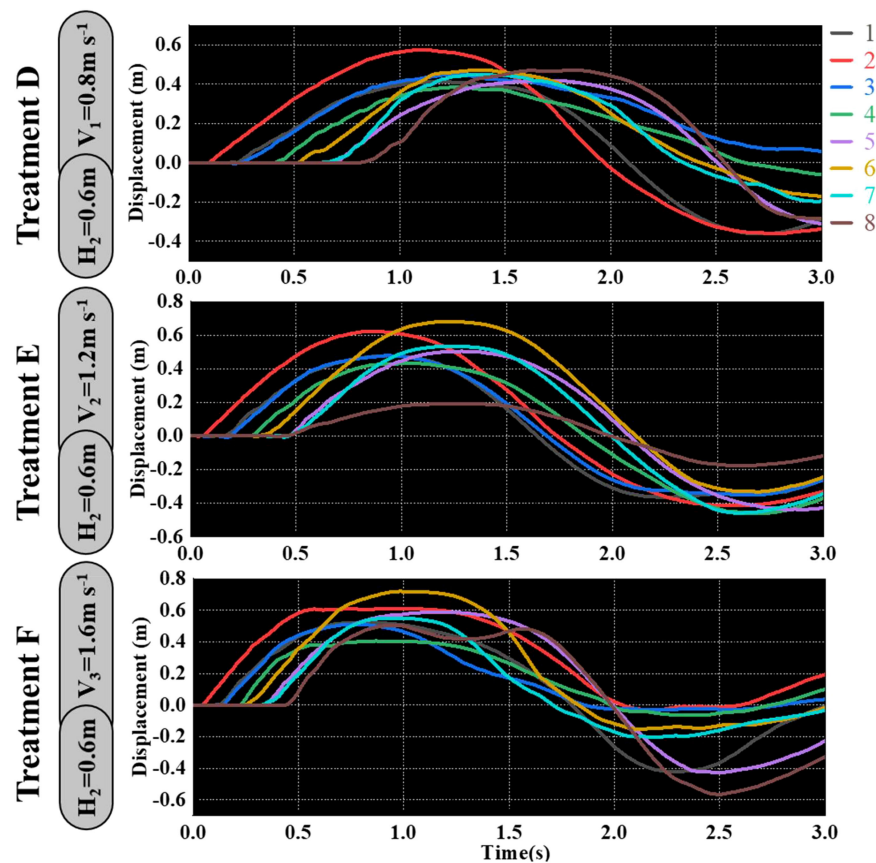 Treatment D
V₁=0.8m s⁻¹
H₂=0.6m
Displacement (m)
0.6
0.4
0.2
0.0
-0.2
-0.4
0.0 0.5 1.0 1.5 2.0 2.5 3.0
1
2
3
4
5
6
7
8
Treatment E
V₂=1.2m s⁻¹
H₂=0.6m
Displacement (m)
0.8
0.6
0.4
0.2
0.0
-0.2
-0.4
-0.6
0.0 0.5 1.0 1.5 2.0 2.5 3.0
Treatment F
V₃=1.6m s⁻¹
H₂=0.6m
Displacement (m)
0.8
0.6
0.4
0.2
0.0
-0.2
-0.4
-0.6
0.0 0.5 1.0 1.5 2.0 2.5 3.0
Time(s)